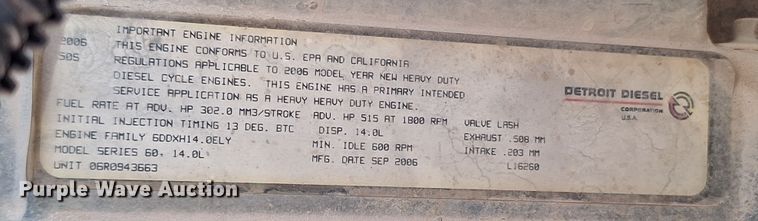 IMPORTANT ENGINE INFORMATION
2006 THIS ENGINE CONFORMS TO U.S. EPA AND CALIFORNIA
50S REGULATIONS APPLICABLE TO 2006 MODEL YEAR NEW HEAVY DUTY
DIESEL CYCLE ENGINES. THIS ENGINE HAS A PRIMARY INTENDED
SERVICE APPLICATION AS A HEAVY HEAVY DUTY ENGINE.
FUEL RATE AT ADV. HP 302.0 MM3/STROKE ADV. HP 515 AT 1800 RPM VALVE LASH
INITIAL INJECTION TIMING 13 DEG. BTC DISP. 14.0L EXHAUST .508 MM
ENGINE FAMILY 6DDXH14.0ELY MIN. IDLE 600 RPM INTAKE .203 MM
MODEL SERIES 60, 14.0L MFG. DATE SEP 2006 L16260
UNIT 06R0943663
DETROIT DIESEL
CORPORATION
U.S.A.
Purple Wave Auction